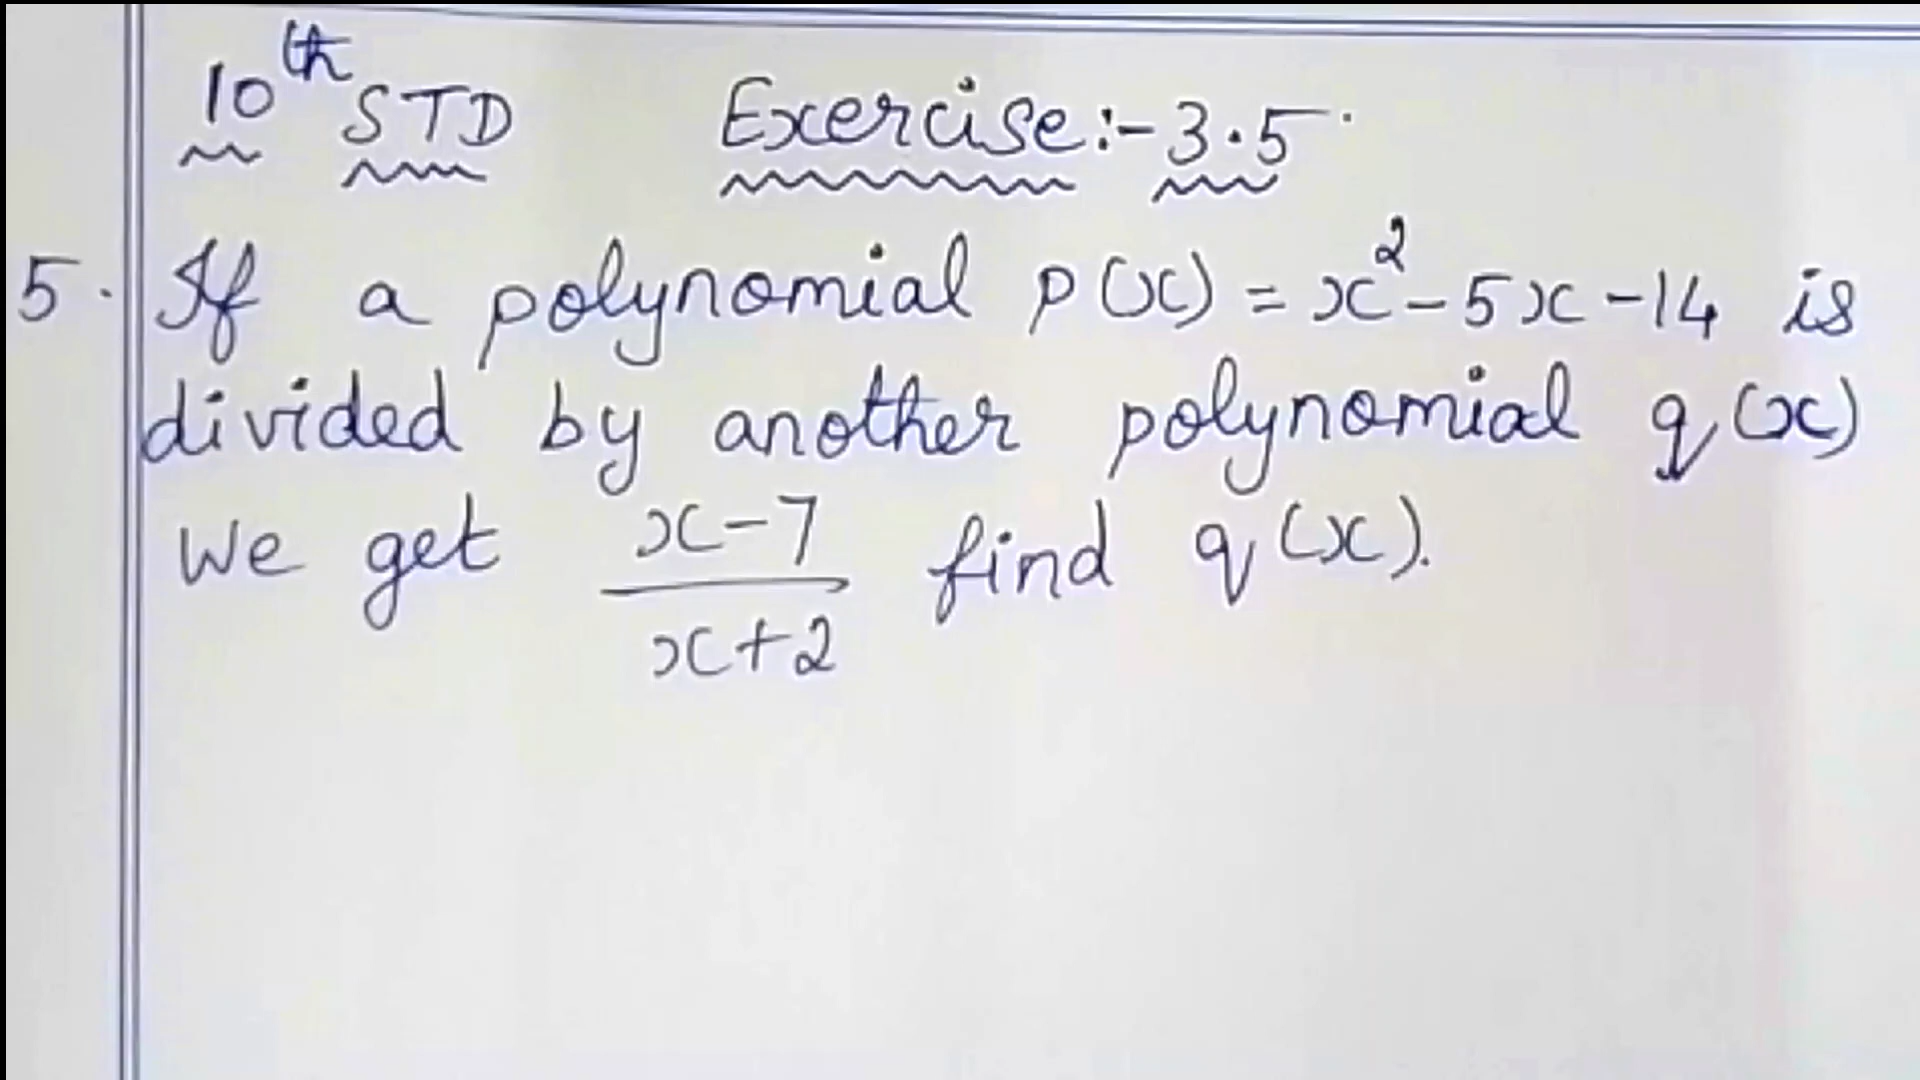 10th STD Exercise:- 3.5
5. If a polynomial p(x) = x² - 5x - 14 is
divided by another polynomial q(x)
We get x-7/x+2 find q(x).